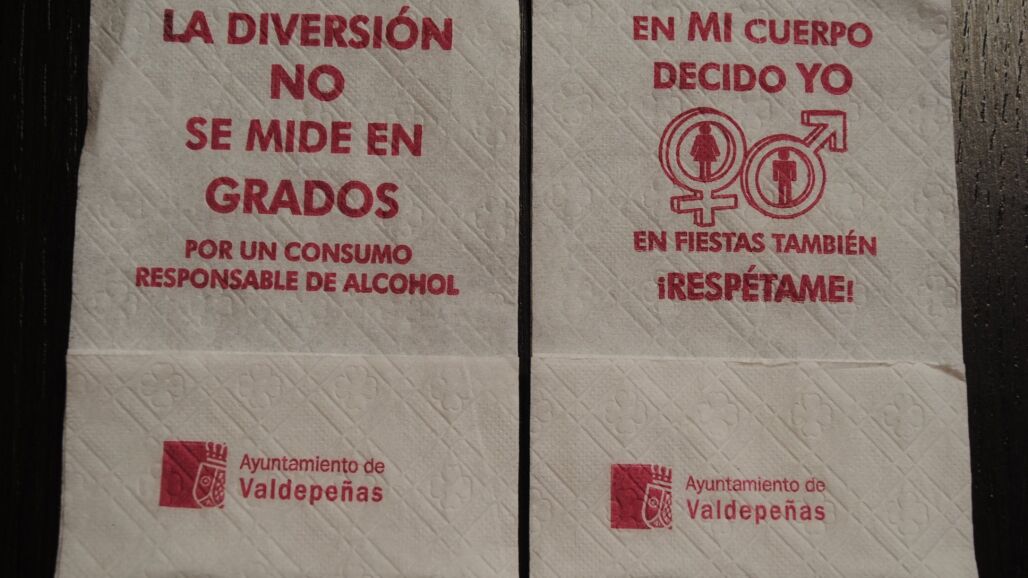 LA DIVERSIÓN
NO
SE MIDE EN
GRADOS
POR UN CONSUMO
RESPONSABLE DE ALCOHOL
Ayuntamiento de
Valdepeñas
EN MI CUERPO
DECIDO YO
EN FIESTAS TAMBIÉN
¡RESPÉTAME!
Ayuntamiento de
Valdepeñas